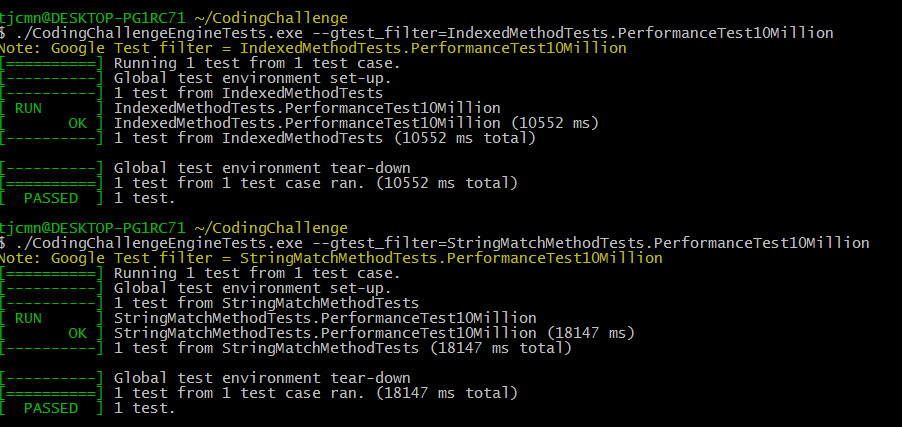 tjcmn@DESKTOP-PG1RC71 ~/CodingChallenge
$ ./CodingChallengeEngineTests.exe --gtest_filter=IndexedMethodTests.PerformanceTest10Million
Note: Google Test filter = IndexedMethodTests.PerformanceTest10Million
[==========] Running 1 test from 1 test case.
[----------] Global test environment set-up.
[----------] 1 test from IndexedMethodTests
[ RUN      ] IndexedMethodTests.PerformanceTest10Million
[       OK ] IndexedMethodTests.PerformanceTest10Million (10552 ms)
[----------] 1 test from IndexedMethodTests (10552 ms total)

[----------] Global test environment tear-down
[==========] 1 test from 1 test case ran. (10552 ms total)
[  PASSED  ] 1 test.

tjcmn@DESKTOP-PG1RC71 ~/CodingChallenge
$ ./CodingChallengeEngineTests.exe --gtest_filter=StringMatchMethodTests.PerformanceTest10Million
Note: Google Test filter = StringMatchMethodTests.PerformanceTest10Million
[==========] Running 1 test from 1 test case.
[----------] Global test environment set-up.
[----------] 1 test from StringMatchMethodTests
[ RUN      ] StringMatchMethodTests.PerformanceTest10Million
[       OK ] StringMatchMethodTests.PerformanceTest10Million (18147 ms)
[----------] 1 test from StringMatchMethodTests (18147 ms total)

[----------] Global test environment tear-down
[==========] 1 test from 1 test case ran. (18147 ms total)
[  PASSED  ] 1 test.